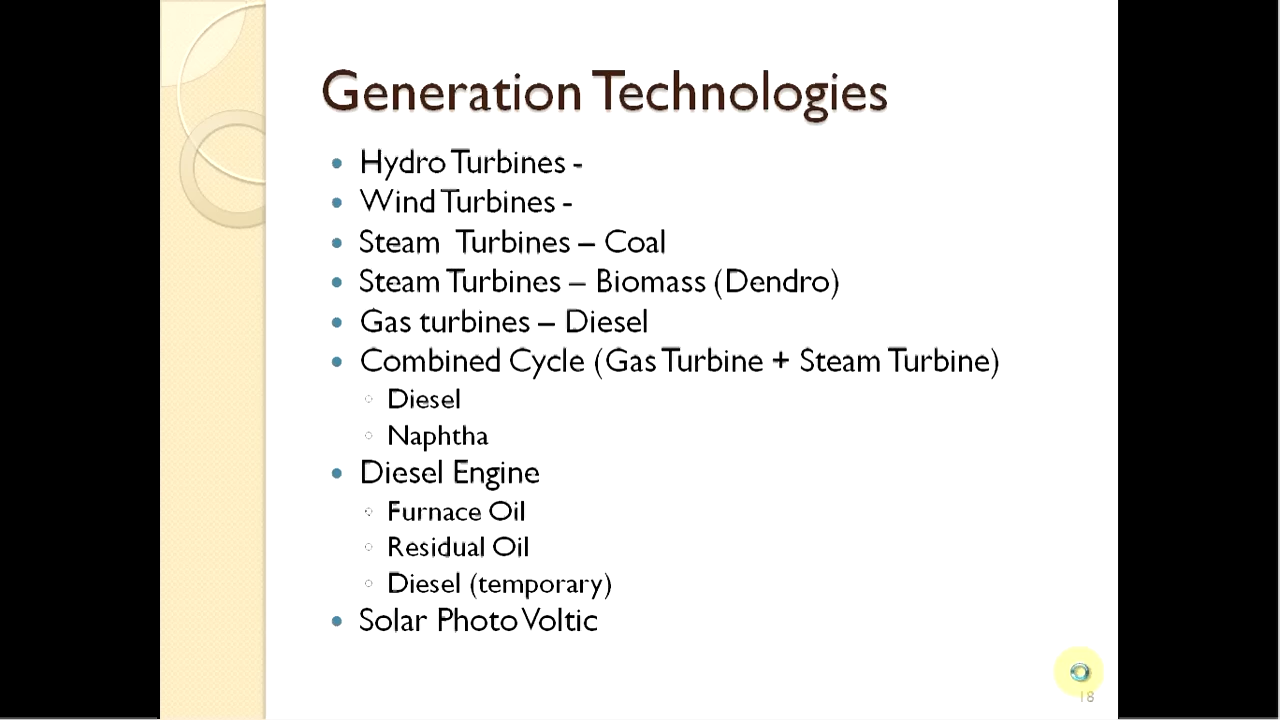 Generation Technologies
Hydro Turbines -
Wind Turbines -
Steam Turbines – Coal
Steam Turbines – Biomass (Dendro)
Gas turbines – Diesel
Combined Cycle (Gas Turbine + Steam Turbine)
Diesel
Naphtha
Diesel Engine
Furnace Oil
Residual Oil
Diesel (temporary)
Solar Photo Voltic
18